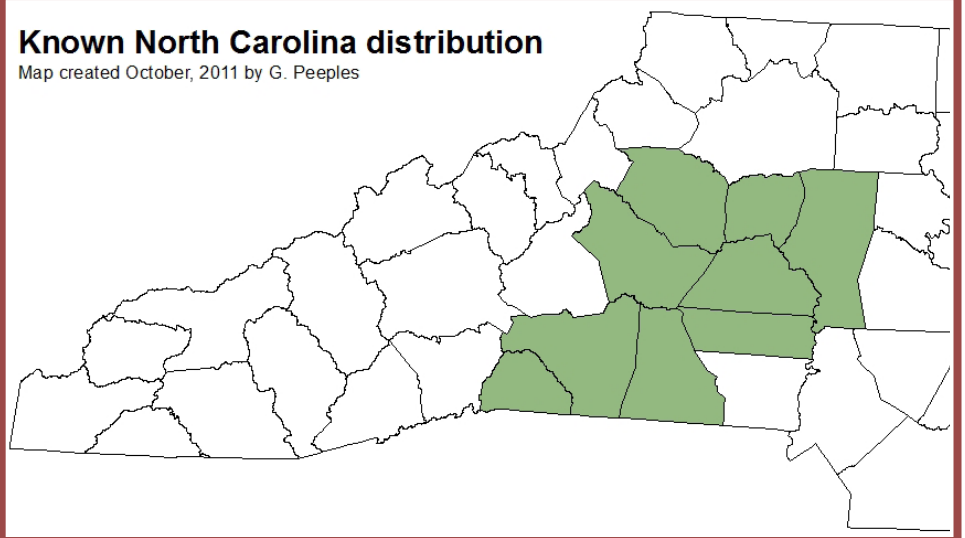 Known North Carolina distribution
Map created October, 2011 by G. Peeples